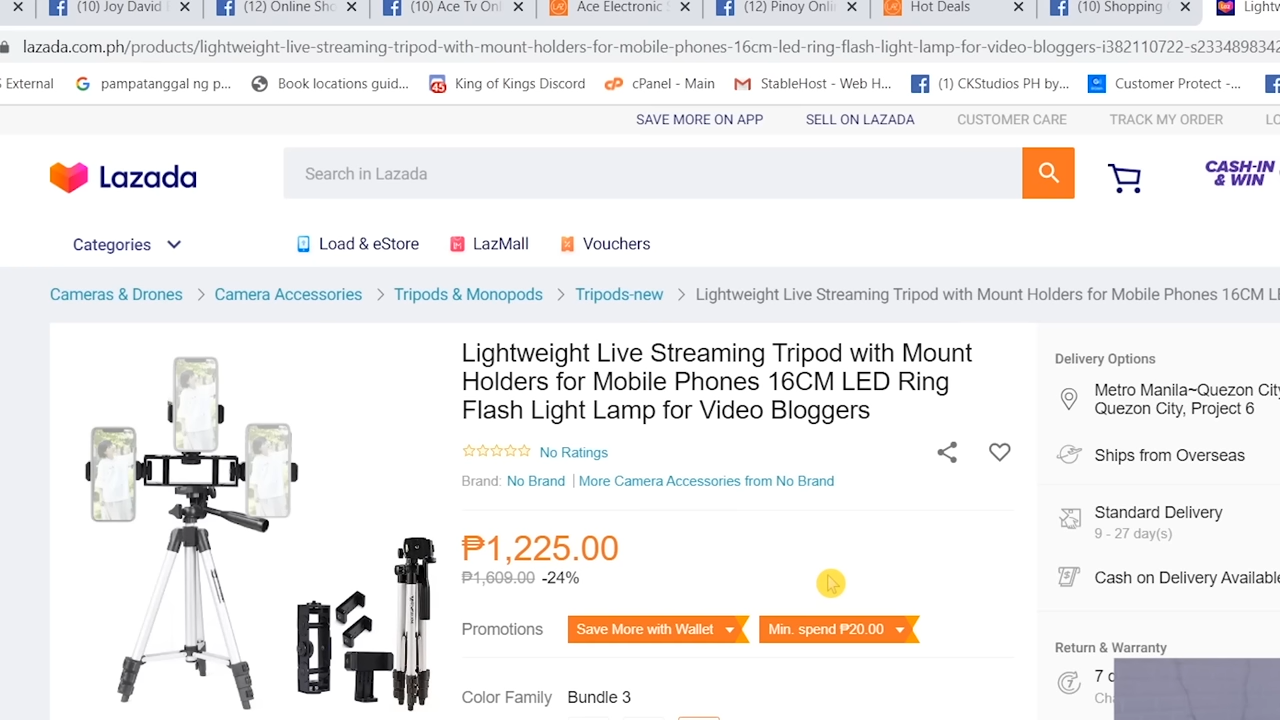 (10) Joy David
(12) Online Sho
(10) Ace Tv Onl
Ace Electronic
(12) Pinoy Onli
Hot Deals
(10) Shopping
Lightw
lazada.com.ph/products/lightweight-live-streaming-tripod-with-mount-holders-for-mobile-phones-16cm-led-ring-flash-light-lamp-for-video-bloggers-i382110722-s233489834
External
pampatanggal ng p...
Book locations guid...
King of Kings Discord
cPanel - Main
StableHost - Web H...
(1) CKStudios PH by...
Customer Protect -...
SAVE MORE ON APP
SELL ON LAZADA
CUSTOMER CARE
TRACK MY ORDER
LO
Lazada
Search in Lazada
CASH-IN
& WIN
Categories
Load & eStore
LazMall
Vouchers
Cameras & Drones > Camera Accessories > Tripods & Monopods > Tripods-new > Lightweight Live Streaming Tripod with Mount Holders for Mobile Phones 16CM LE
Lightweight Live Streaming Tripod with Mount
Holders for Mobile Phones 16CM LED Ring
Flash Light Lamp for Video Bloggers
No Ratings
Brand: No Brand | More Camera Accessories from No Brand
₱1,225.00
₱1,609.00 -24%
Promotions
Save More with Wallet
Min. spend ₱20.00
Color Family Bundle 3
Delivery Options
Metro Manila~Quezon City
Quezon City, Project 6
Ships from Overseas
Standard Delivery
9 - 27 day(s)
Cash on Delivery Available
Return & Warranty
7